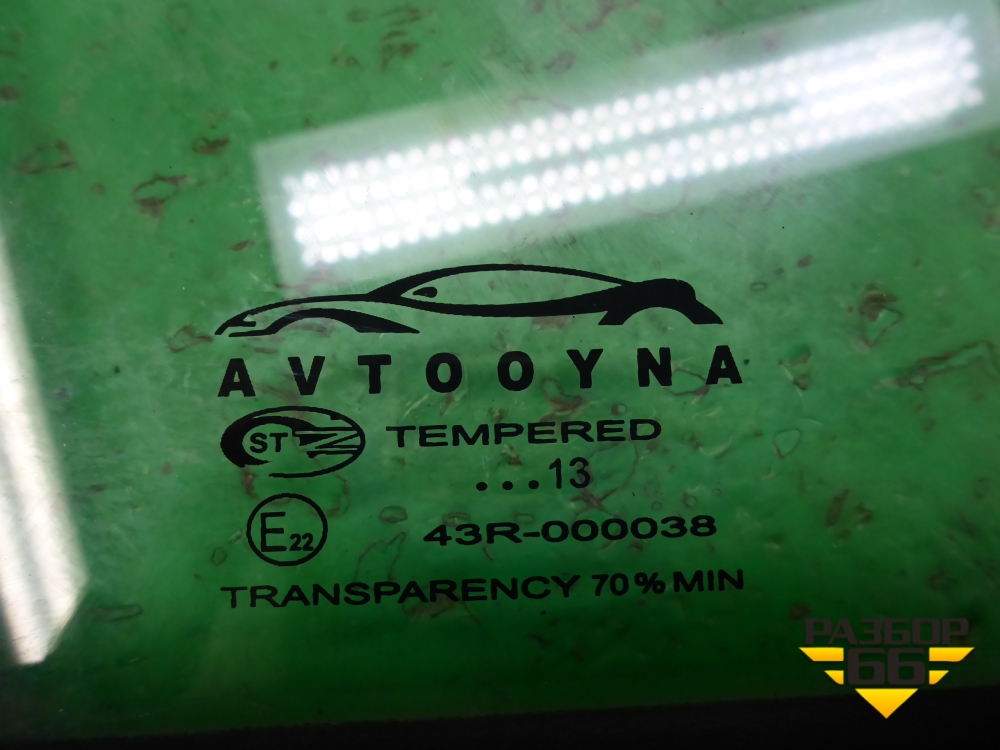 AVTOOYNA
ST TEMPERED
...13
E22 43R-000038
TRANSPARENCY 70% MIN
РАЗБОР
66